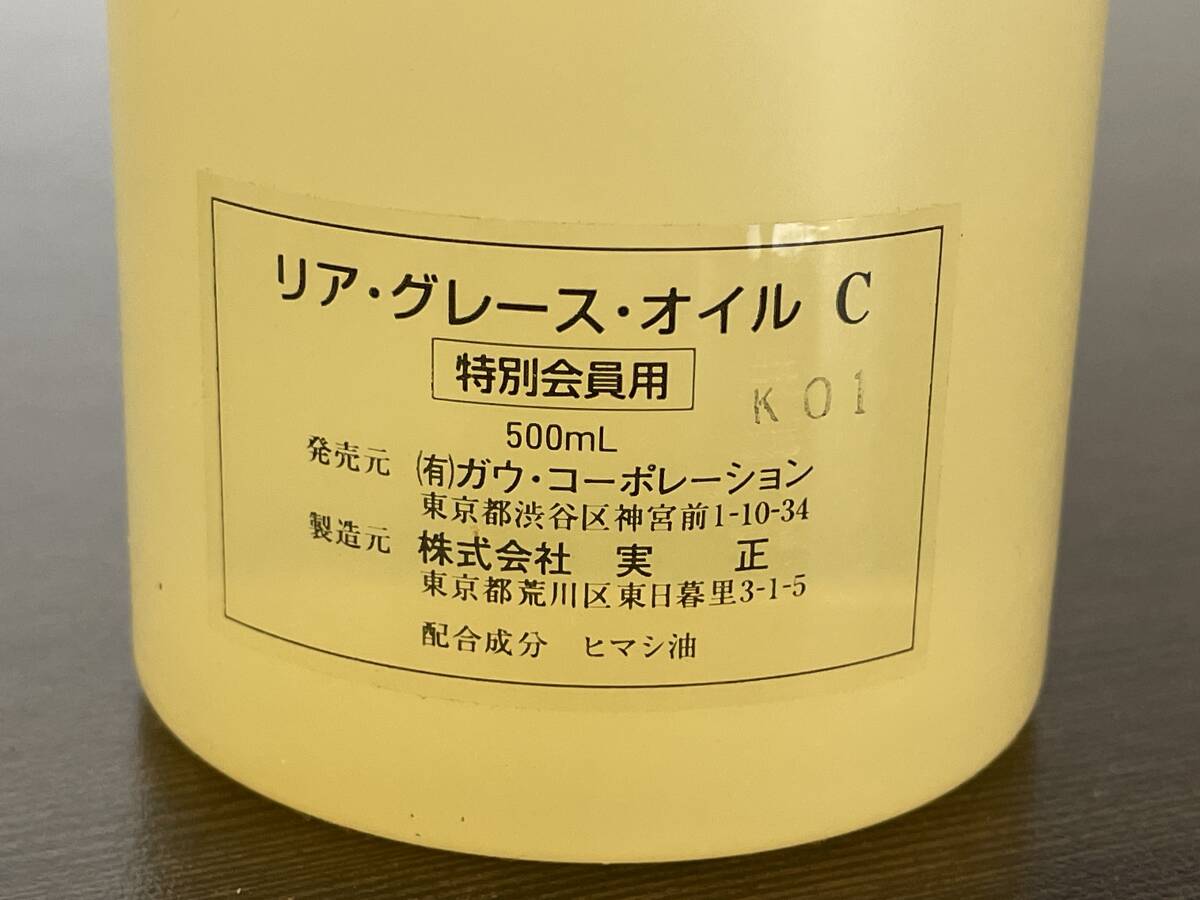 リア・グレース・オイル C
特別会員用
K01
500mL
発売元 (有)ガウ・コーポレーション
東京都渋谷区神宮前1-10-34
製造元 株式会社 実 正
東京都荒川区東日暮里3-1-5
配合成分 ヒマシ油